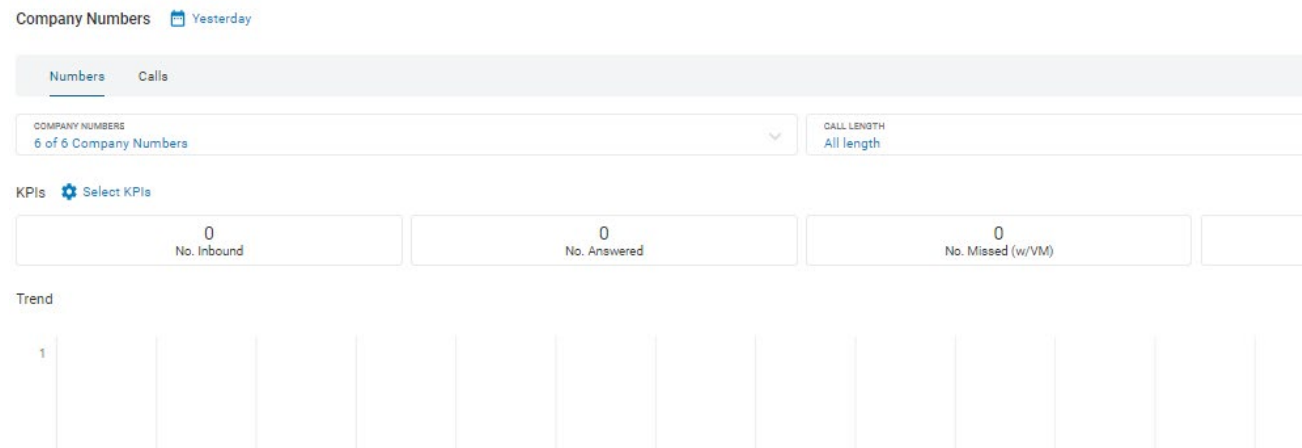 Company Numbers Yesterday
Numbers Calls
COMPANY NUMBERS CALL LENGTH
6 of 6 Company Numbers All length
KPIs Select KPIs
0 0 0
No. Inbound No. Answered No. Missed (w/VM)
Trend
1